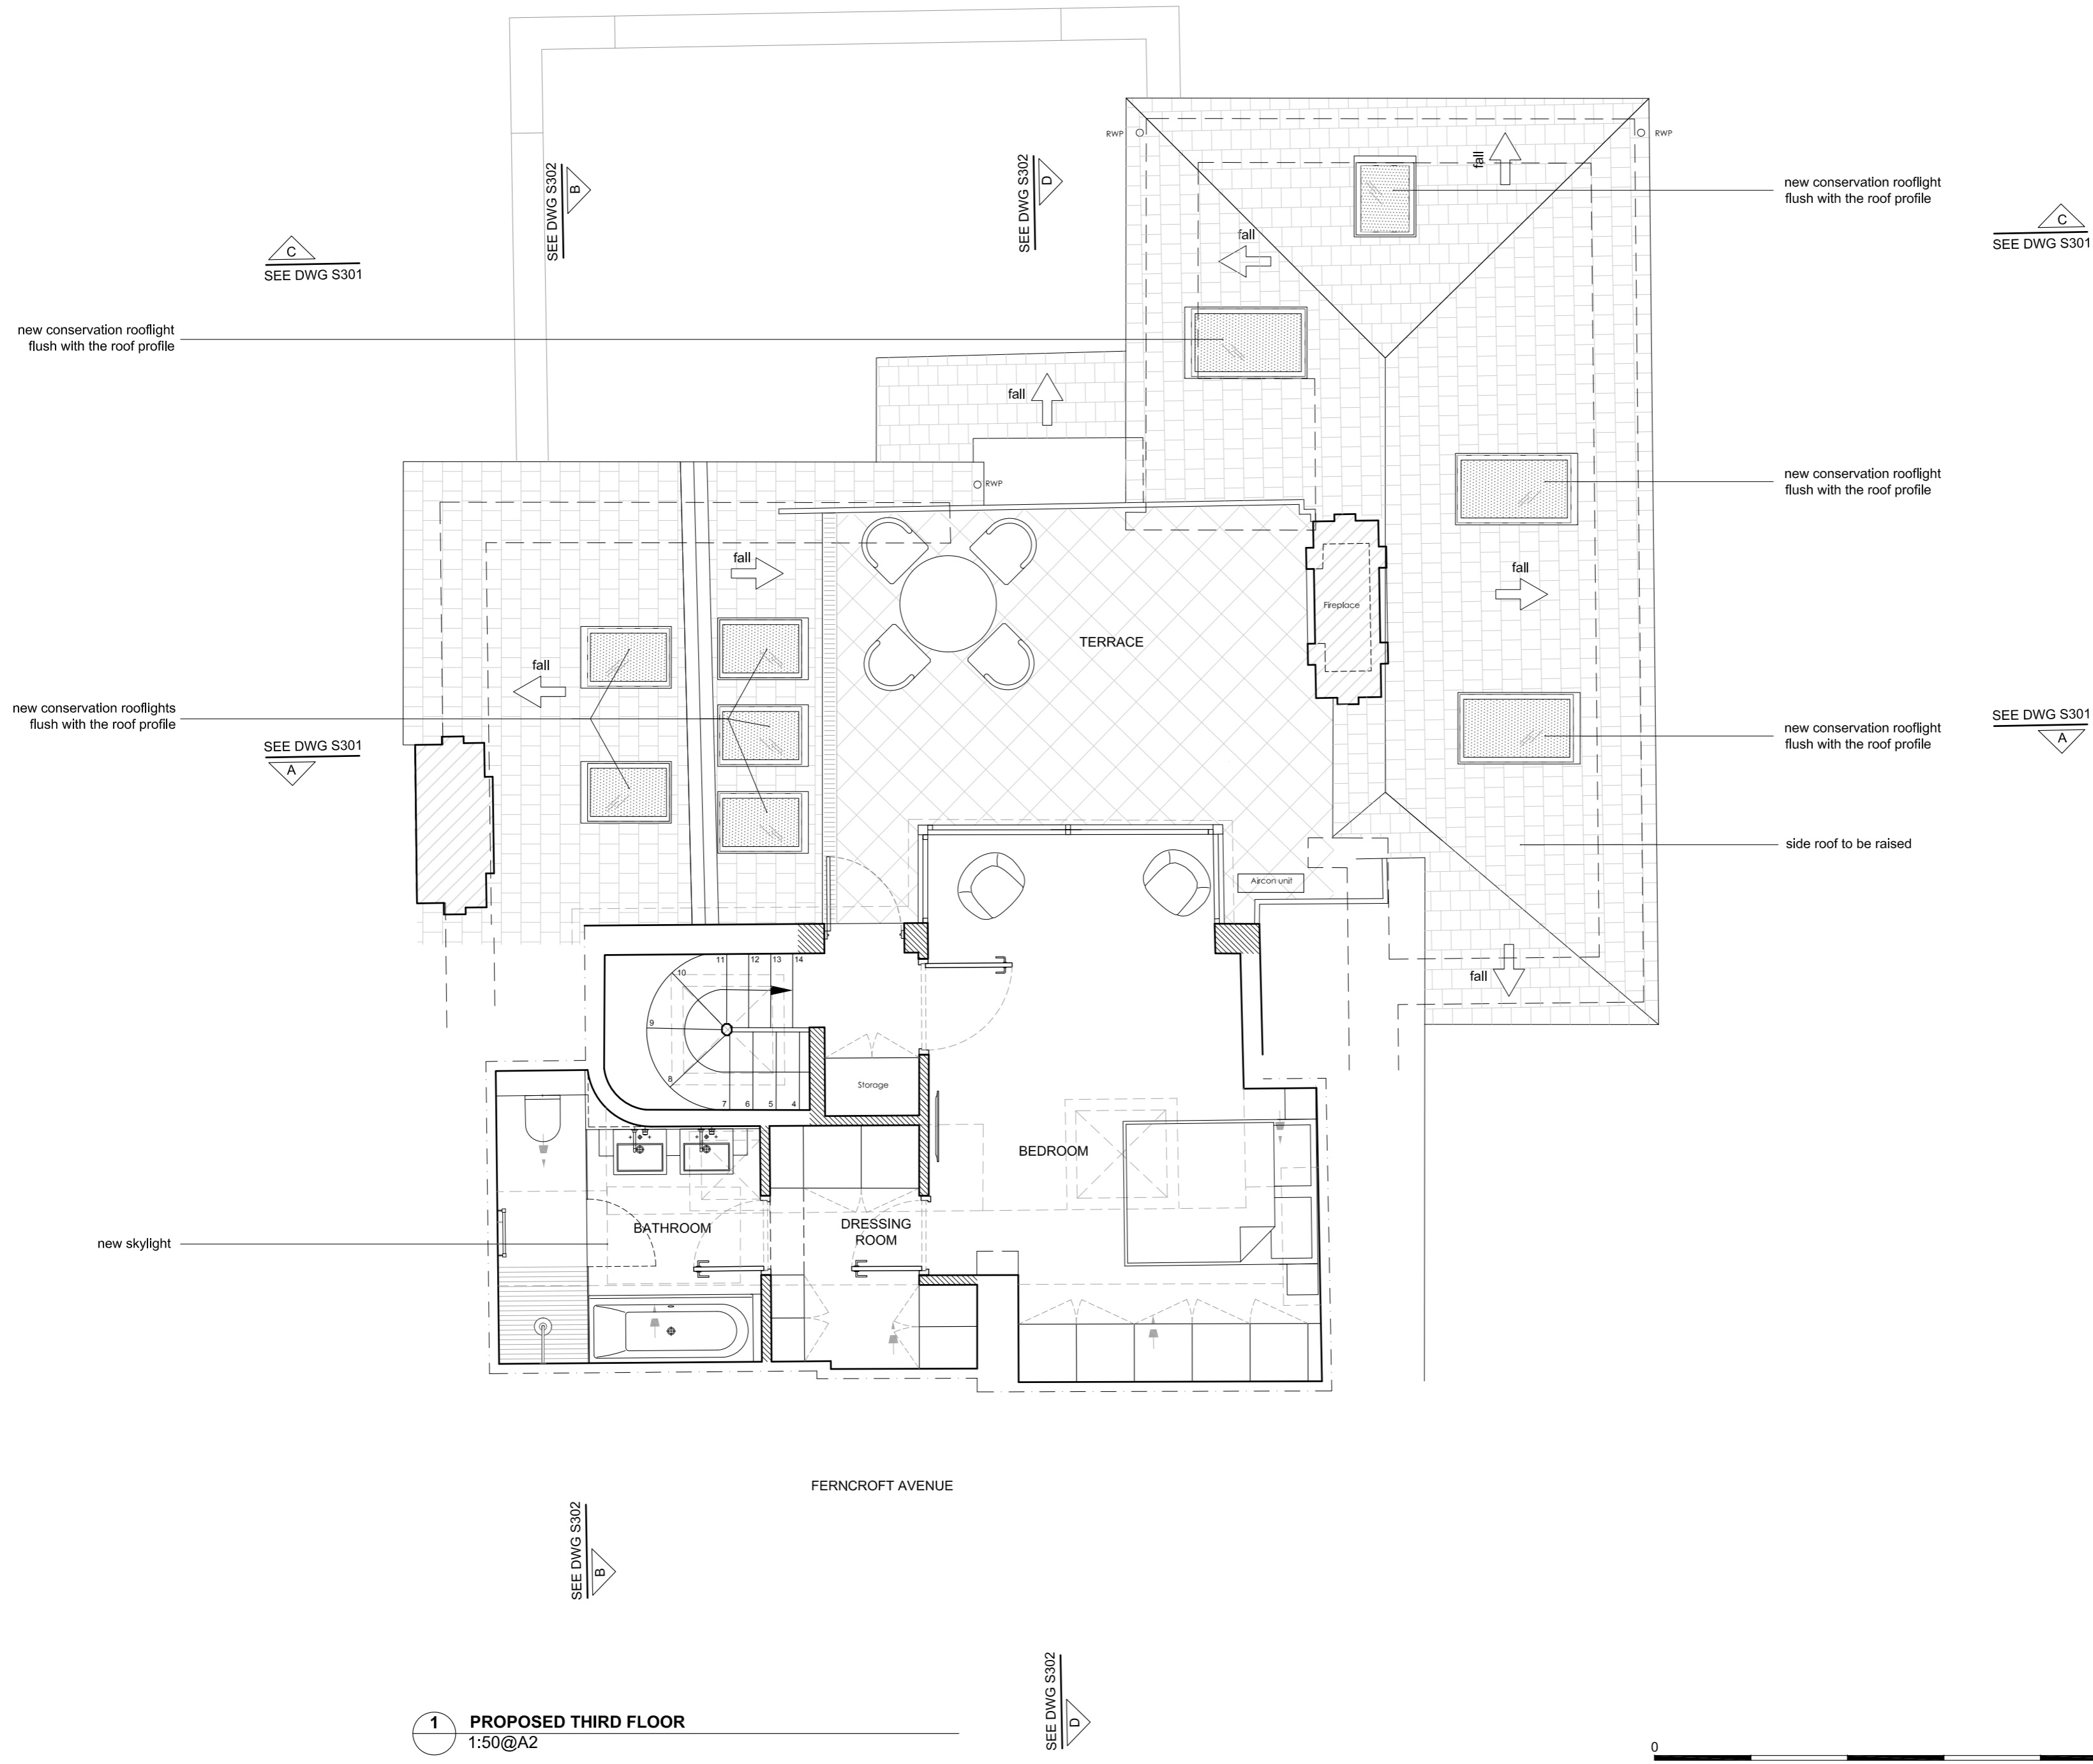 RWP
RWP
SEE DWG S302
B
SEE DWG S302
D
fall
new conservation rooflight
flush with the roof profile
C
SEE DWG S301
C
SEE DWG S301
fall
new conservation rooflight
flush with the roof profile
fall
RWP
new conservation rooflight
flush with the roof profile
fall
fall
Fireplace
TERRACE
fall
new conservation rooflights
flush with the roof profile
SEE DWG S301
A
new conservation rooflight
flush with the roof profile
SEE DWG S301
A
side roof to be raised
Aircon unit
11
12
13
14
10
9
8
7
6
5
4
fall
Storage
BEDROOM
BATHROOM
DRESSING
ROOM
new skylight
FERNCROFT AVENUE
SEE DWG S302
B
SEE DWG S302
D
1
PROPOSED THIRD FLOOR
1:50@A2
0